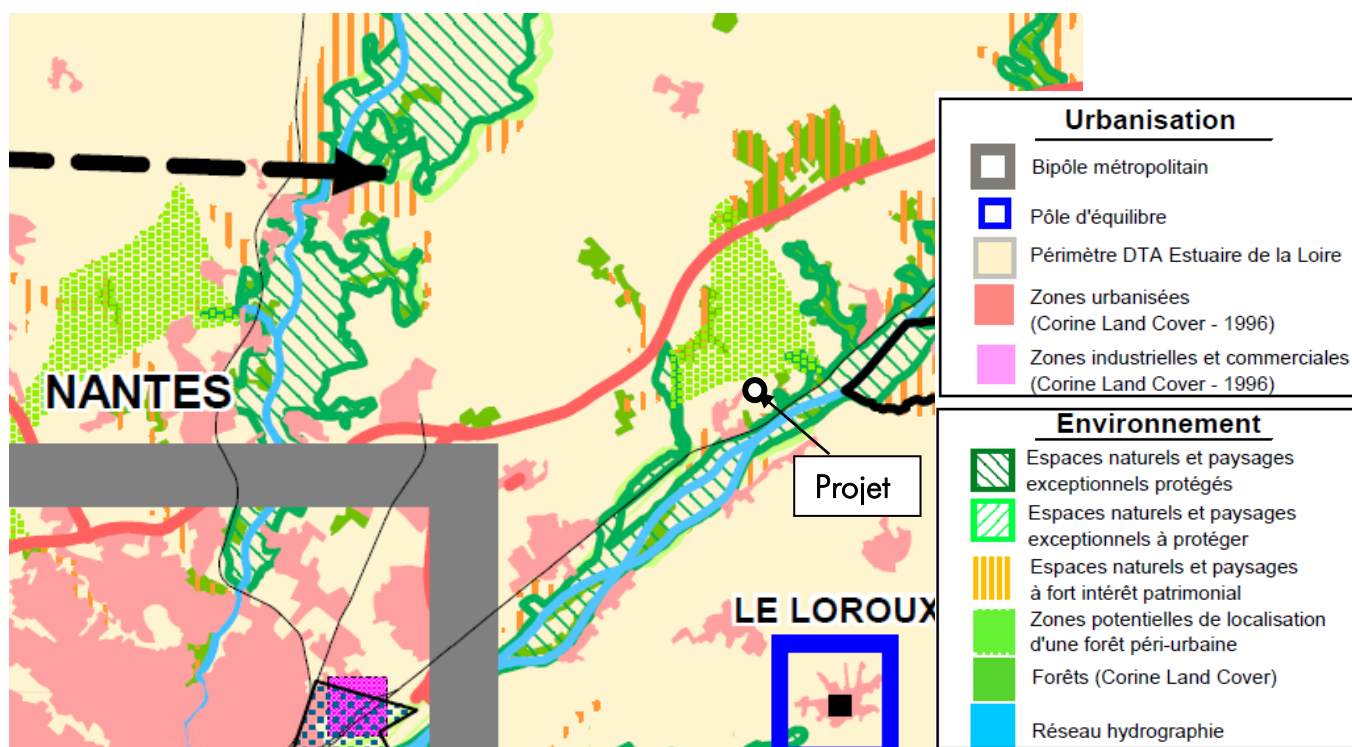 NANTES
Projet
LE LOROUX
Urbanisation
Bipôle métropolitain
Pôle d'équilibre
Périmètre DTA Estuaire de la Loire
Zones urbanisées
(Corine Land Cover - 1996)
Zones industrielles et commerciales
(Corine Land Cover - 1996)
Environnement
Espaces naturels et paysages
exceptionnels protégés
Espaces naturels et paysages
exceptionnels à protéger
Espaces naturels et paysages
à fort intérêt patrimonial
Zones potentielles de localisation
d'une forêt péri-urbaine
Forêts (Corine Land Cover)
Réseau hydrographie